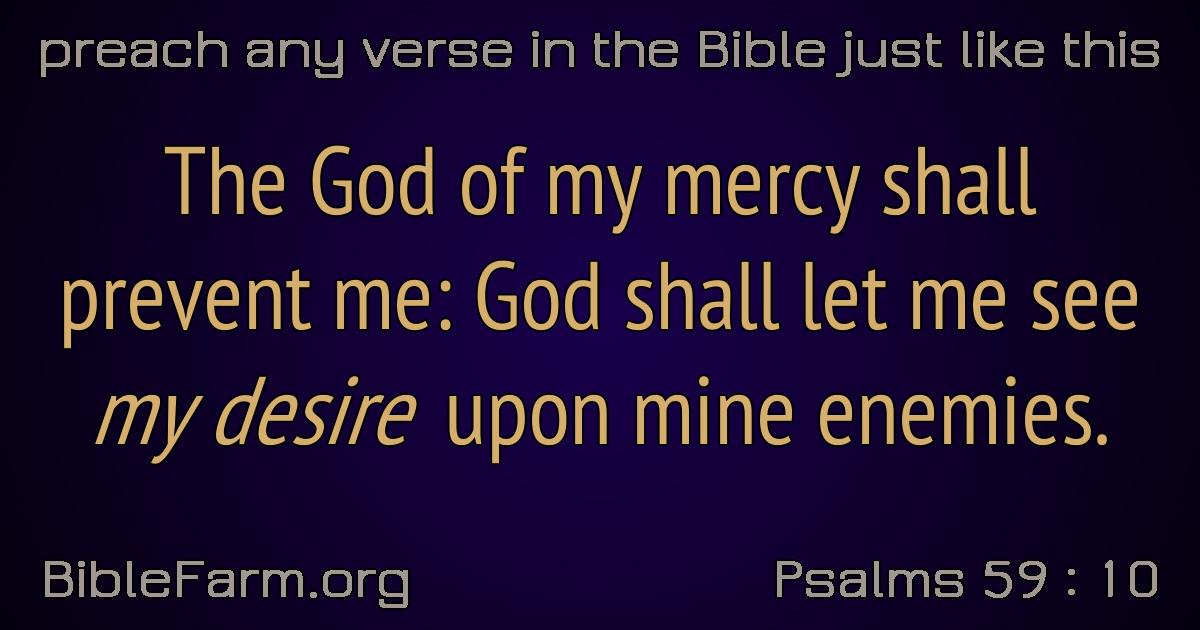 preach any verse in the Bible just like this
The God of my mercy shall
prevent me: God shall let me see
my desire upon mine enemies.
BibleFarm.org
Psalms 59 : 10